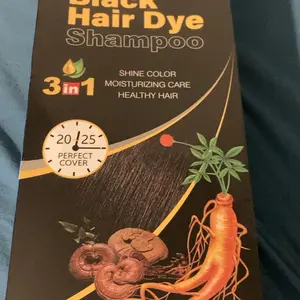 Black
Hair Dye
Shampoo
3 in 1
SHINE COLOR
MOISTURIZING CARE
HEALTHY HAIR
20 25
PERFECT
COVER